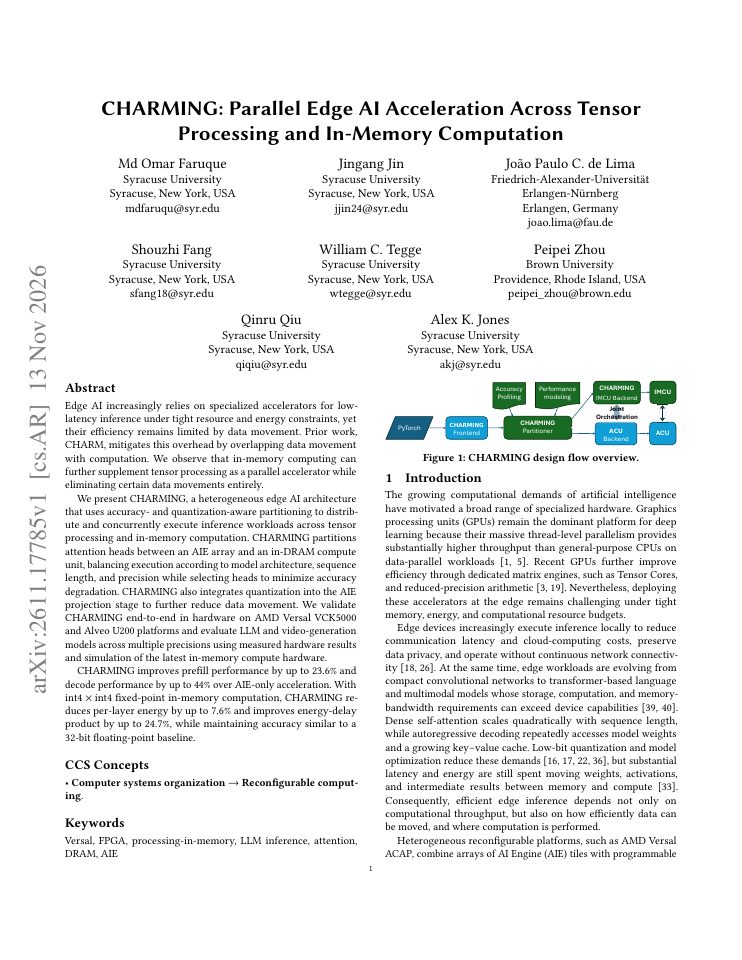 CHARMING: Parallel Edge AI Acceleration Across Tensor
Processing and In-Memory Computation
Md Omar Faruque
Syracuse University
Syracuse, New York, USA
mdfaruqu@syr.edu
Jingang Jin
Syracuse University
Syracuse, New York, USA
jjin24@syr.edu
João Paulo C. de Lima
Friedrich-Alexander-Universität
Erlangen-Nürnberg
Erlangen, Germany
joao.lima@fau.de
Shouzhi Fang
Syracuse University
Syracuse, New York, USA
sfang18@syr.edu
William C. Tegge
Syracuse University
Syracuse, New York, USA
wtegge@syr.edu
Peipei Zhou
Brown University
Providence, Rhode Island, USA
peipei_zhou@brown.edu
Qinru Qiu
Syracuse University
Syracuse, New York, USA
qiqiu@syr.edu
Alex K. Jones
Syracuse University
Syracuse, New York, USA
akj@syr.edu
arXiv:2611.17785v1 [cs.AR] 13 Nov 2026
Abstract
Edge AI increasingly relies on specialized accelerators for low-
latency inference under tight resource and energy constraints, yet
their efficiency remains limited by data movement. Prior work,
CHARM, mitigates this overhead by overlapping data movement
with computation. We observe that in-memory computing can
further supplement tensor processing as a parallel accelerator while
eliminating certain data movements entirely.
We present CHARMING, a heterogeneous edge AI architecture
that uses accuracy- and quantization-aware partitioning to distrib-
ute and concurrently execute inference workloads across tensor
processing and in-memory computation. CHARMING partitions
attention heads between an AIE array and an in-DRAM compute
unit, balancing execution according to model architecture, sequence
length, and precision while selecting heads to minimize accuracy
degradation. CHARMING also integrates quantization into the AIE
projection stage to further reduce data movement. We validate
CHARMING end-to-end in hardware on AMD Versal VCK5000
and Alveo U200 platforms and evaluate LLM and video-generation
models across multiple precisions using measured hardware results
and simulation of the latest in-memory compute hardware.
CHARMING improves prefill performance by up to 23.6% and
decode performance by up to 44% over AIE-only acceleration. With
int4 × int4 fixed-point in-memory computation, CHARMING re-
duces per-layer energy by up to 7.6% and improves energy-delay
product by up to 24.7%, while maintaining accuracy similar to a
32-bit floating-point baseline.
CCS Concepts
• Computer systems organization → Reconfigurable comput-
ing.
Keywords
Versal, FPGA, processing-in-memory, LLM inference, attention,
DRAM, AIE
PyTorch
CHARMING
Frontend
Accuracy
Profiling
Performance
modeling
CHARMING
Partitioner
CHARMING
IMCU Backend
Joint
Orchestration
ACU
Backend
IMCU
ACU
Figure 1: CHARMING design flow overview.
1 Introduction
The growing computational demands of artificial intelligence
have motivated a broad range of specialized hardware. Graphics
processing units (GPUs) remain the dominant platform for deep
learning because their massive thread-level parallelism provides
substantially higher throughput than general-purpose CPUs on
data-parallel workloads [1, 5]. Recent GPUs further improve
efficiency through dedicated matrix engines, such as Tensor Cores,
and reduced-precision arithmetic [3, 19]. Nevertheless, deploying
these accelerators at the edge remains challenging under tight
memory, energy, and computational resource budgets.
Edge devices increasingly execute inference locally to reduce
communication latency and cloud-computing costs, preserve
data privacy, and operate without continuous network connectiv-
ity [18, 26]. At the same time, edge workloads are evolving from
compact convolutional networks to transformer-based language
and multimodal models whose storage, computation, and memory-
bandwidth requirements can exceed device capabilities [39, 40].
Dense self-attention scales quadratically with sequence length,
while autoregressive decoding repeatedly accesses model weights
and a growing key–value cache. Low-bit quantization and model
optimization reduce these demands [16, 17, 22, 36], but substantial
latency and energy are still spent moving weights, activations,
and intermediate results between memory and compute [33].
Consequently, efficient edge inference depends not only on
computational throughput, but also on how efficiently data can
be moved, and where computation is performed.
Heterogeneous reconfigurable platforms, such as AMD Versal
ACAP, combine arrays of AI Engine (AIE) tiles with programmable
1